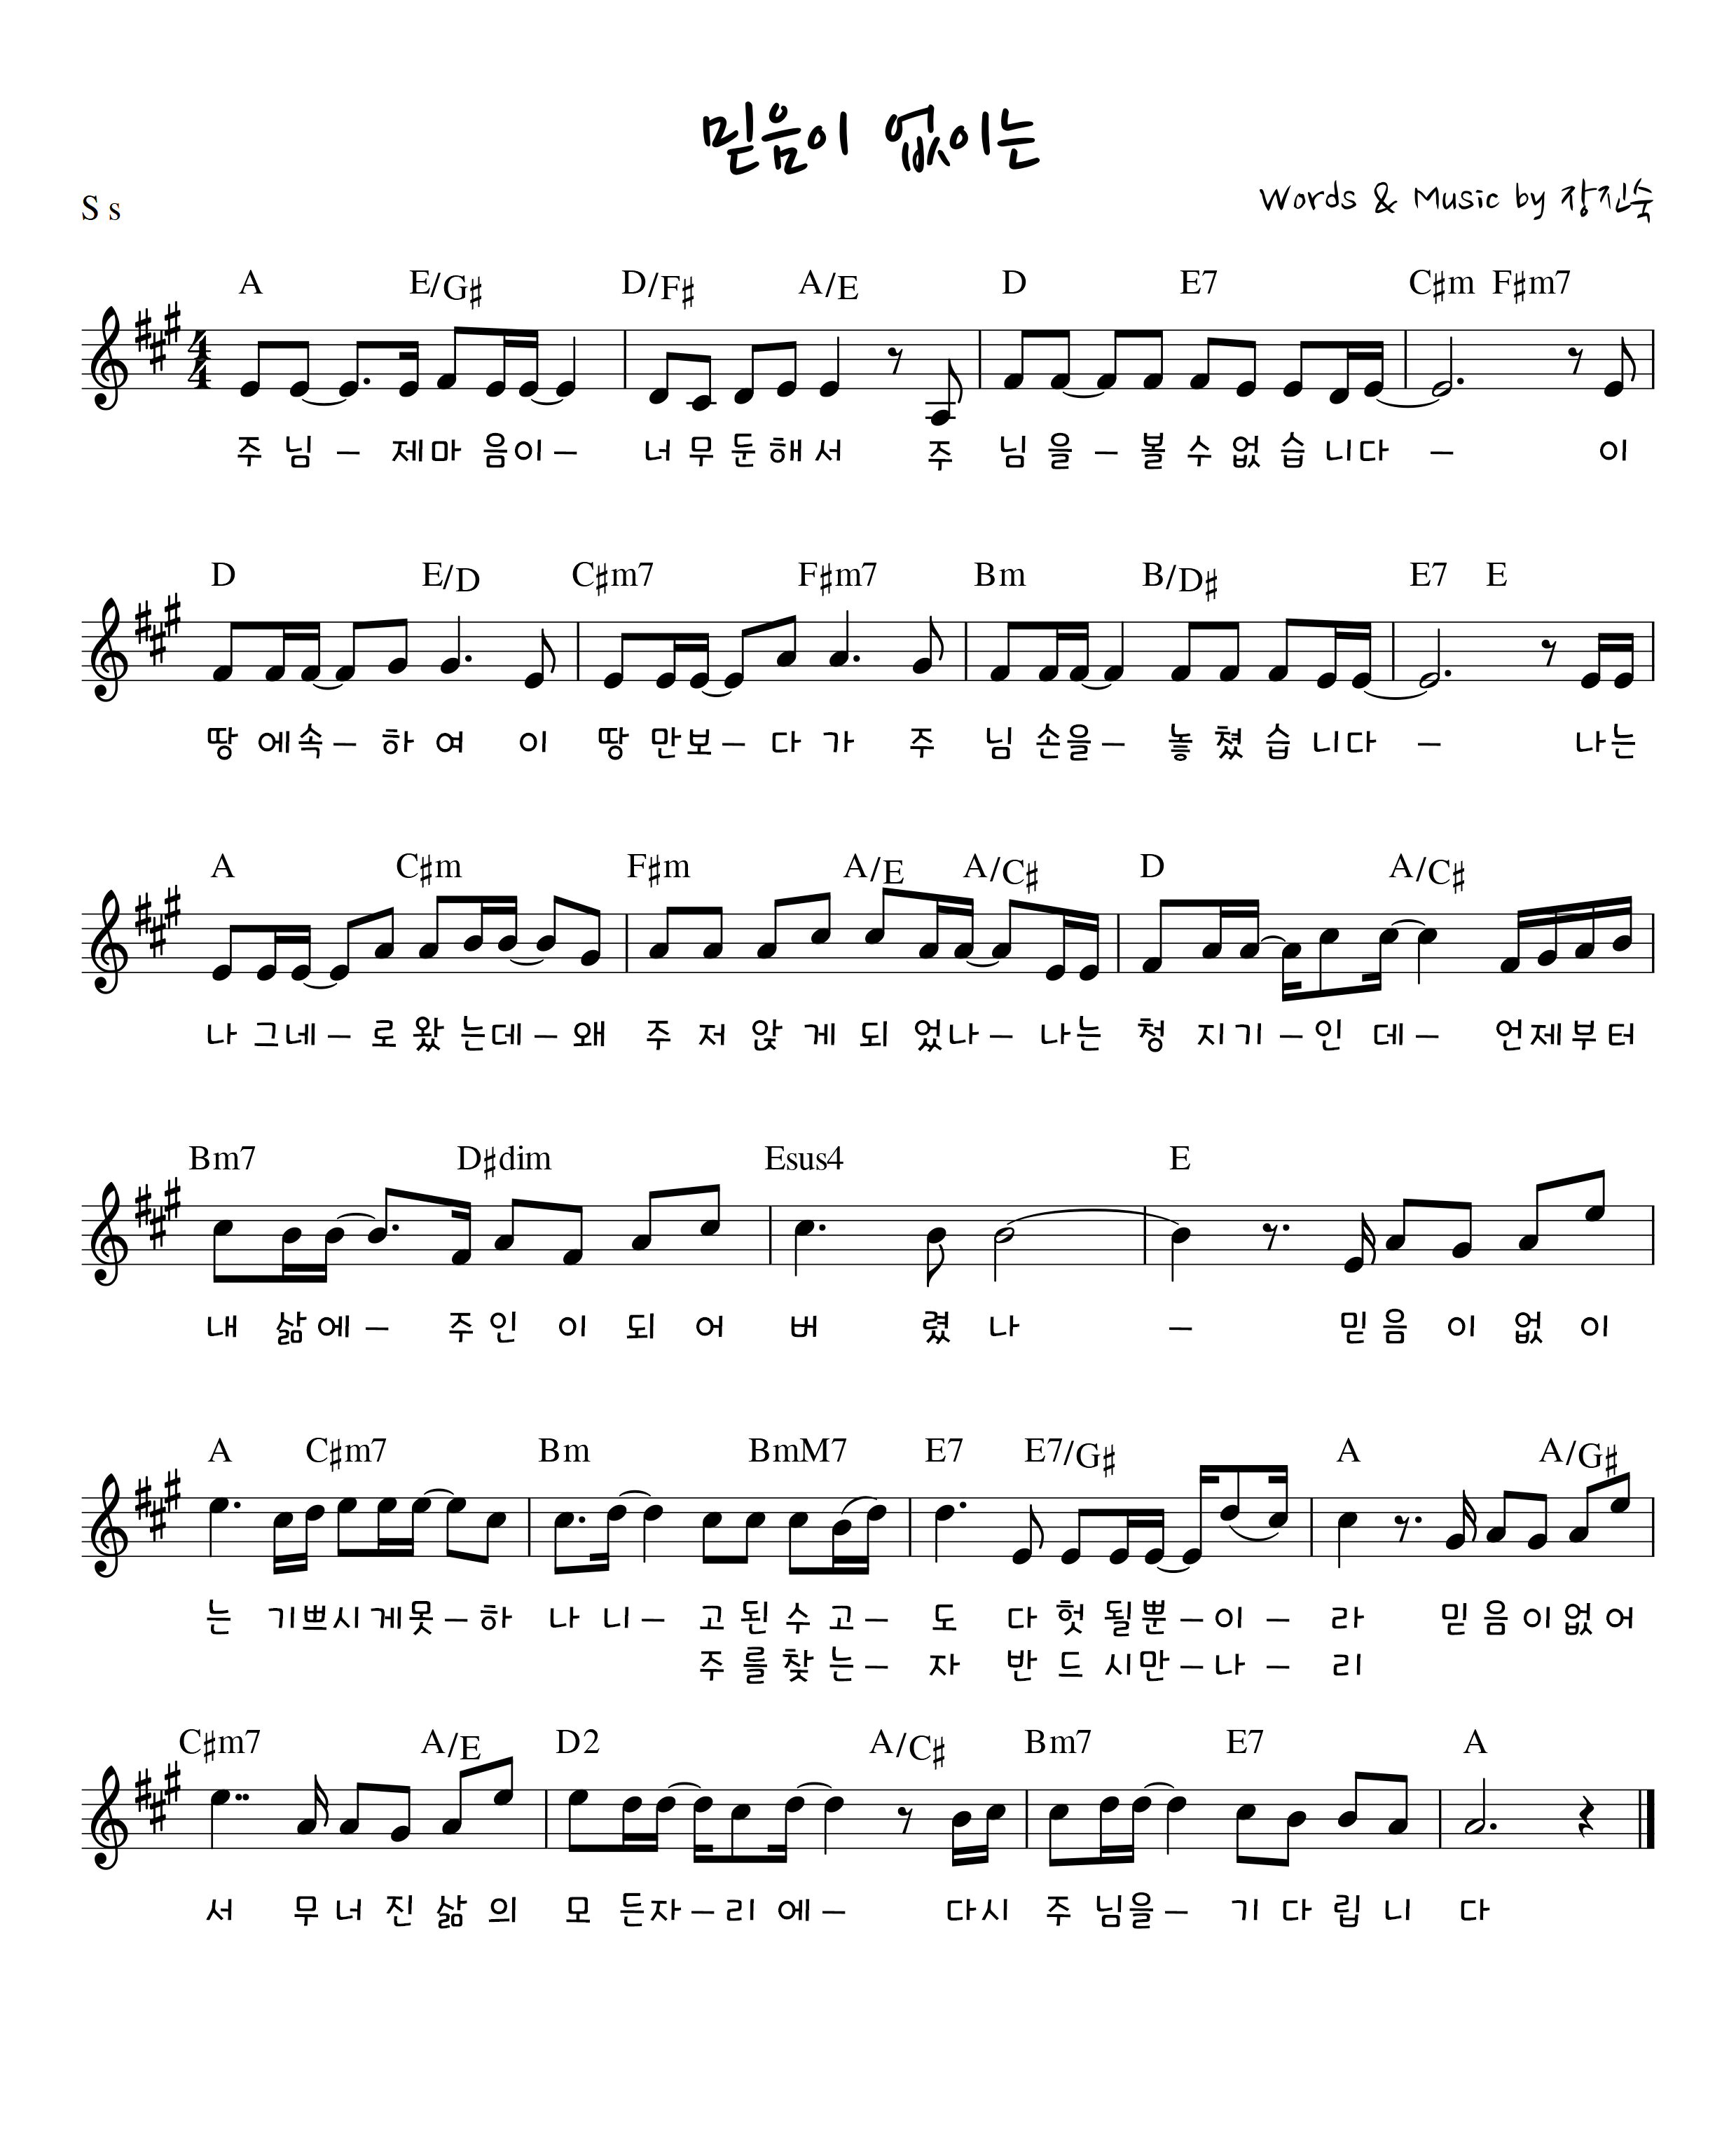 믿음이 없이는
Words & Music by 장진숙
S s
A E/G♯ D/F♯ A/E D E7 C♯m F♯m7
4/4
주 님 – 제마 음이 – 너 무 둔 해 서 주 님 을 – 볼 수 없 습 니다 – 이
D E/D C♯m7 F♯m7 Bm B/D♯ E7 E
땅 에속 – 하 여 이 땅 만보 – 다 가 주 님 손을 – 놓 쳤 습 니다 – 나는
A C♯m F♯m A/E A/C♯ D A/C♯
나 그네 – 로 왔 는데 – 왜 주 저 앉 게 되 었나 – 나는 청 지기 – 인 데 – 언제부터
Bm7 D♯dim Esus4 E
내 삶에 – 주 인 이 되 어 버 렸 나 – 믿 음 이 없 이
A C♯m7 Bm BmM7 E7 E7/G♯ A A/G♯
는 기쁘시게못 – 하 나 니 – 고 된 수 고 – 도 다 헛 될뿐 – 이 – 라 믿 음 이없어
주 를 찾 는 – 자 반 드 시만 – 나 – 리
C♯m7 A/E D2 A/C♯ Bm7 E7 A
서 무 너 진 삶 의 모 든자 – 리 에 – 다시 주 님을 – 기 다 립 니 다